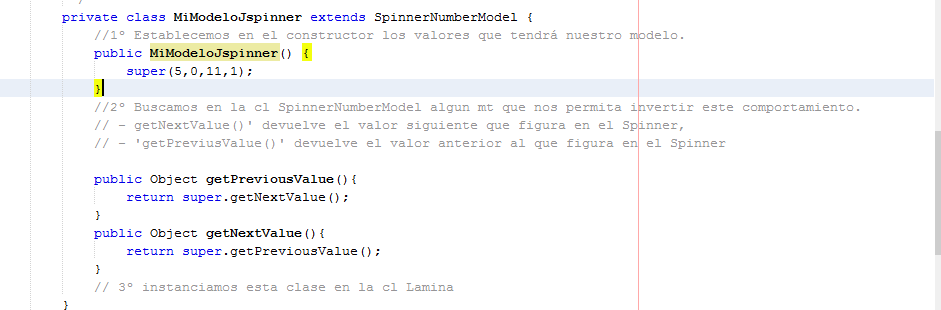 private class MiModeloJspinner extends SpinnerNumberModel {
//1º Establecemos en el constructor los valores que tendrá nuestro modelo.
public MiModeloJspinner() {
super(5,0,11,1);
}
//2º Buscamos en la cl SpinnerNumberModel algun mt que nos permita invertir este comportamiento.
// - getNextValue()' devuelve el valor siguiente que figura en el Spinner,
// - 'getPreviusValue()' devuelve el valor anterior al que figura en el Spinner
public Object getPreviousValue(){
return super.getNextValue();
}
public Object getNextValue(){
return super.getPreviousValue();
}
// 3º instanciamos esta clase en la cl Lamina
}